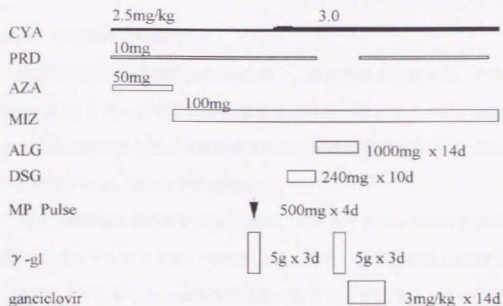 2.5mg/kg 3.0
CYA
PRD 10mg
AZA 50mg
MIZ 100mg
ALG 1000mg x 14d
DSG 240mg x 10d
MP Pulse 500mg x 4d
γ-gl 5g x 3d 5g x 3d
ganciclovir 3mg/kg x 14d